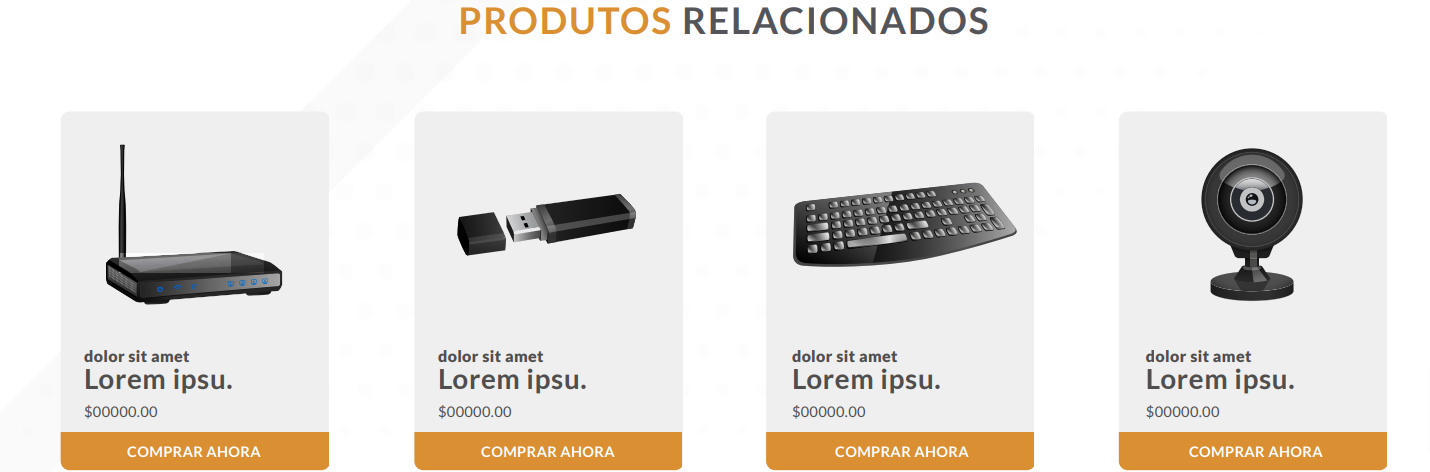 PRODUTOS RELACIONADOS
dolor sit amet
Lorem ipsu.
$00000.00
COMPRAR AHORA
dolor sit amet
Lorem ipsu.
$00000.00
COMPRAR AHORA
dolor sit amet
Lorem ipsu.
$00000.00
COMPRAR AHORA
dolor sit amet
Lorem ipsu.
$00000.00
COMPRAR AHORA